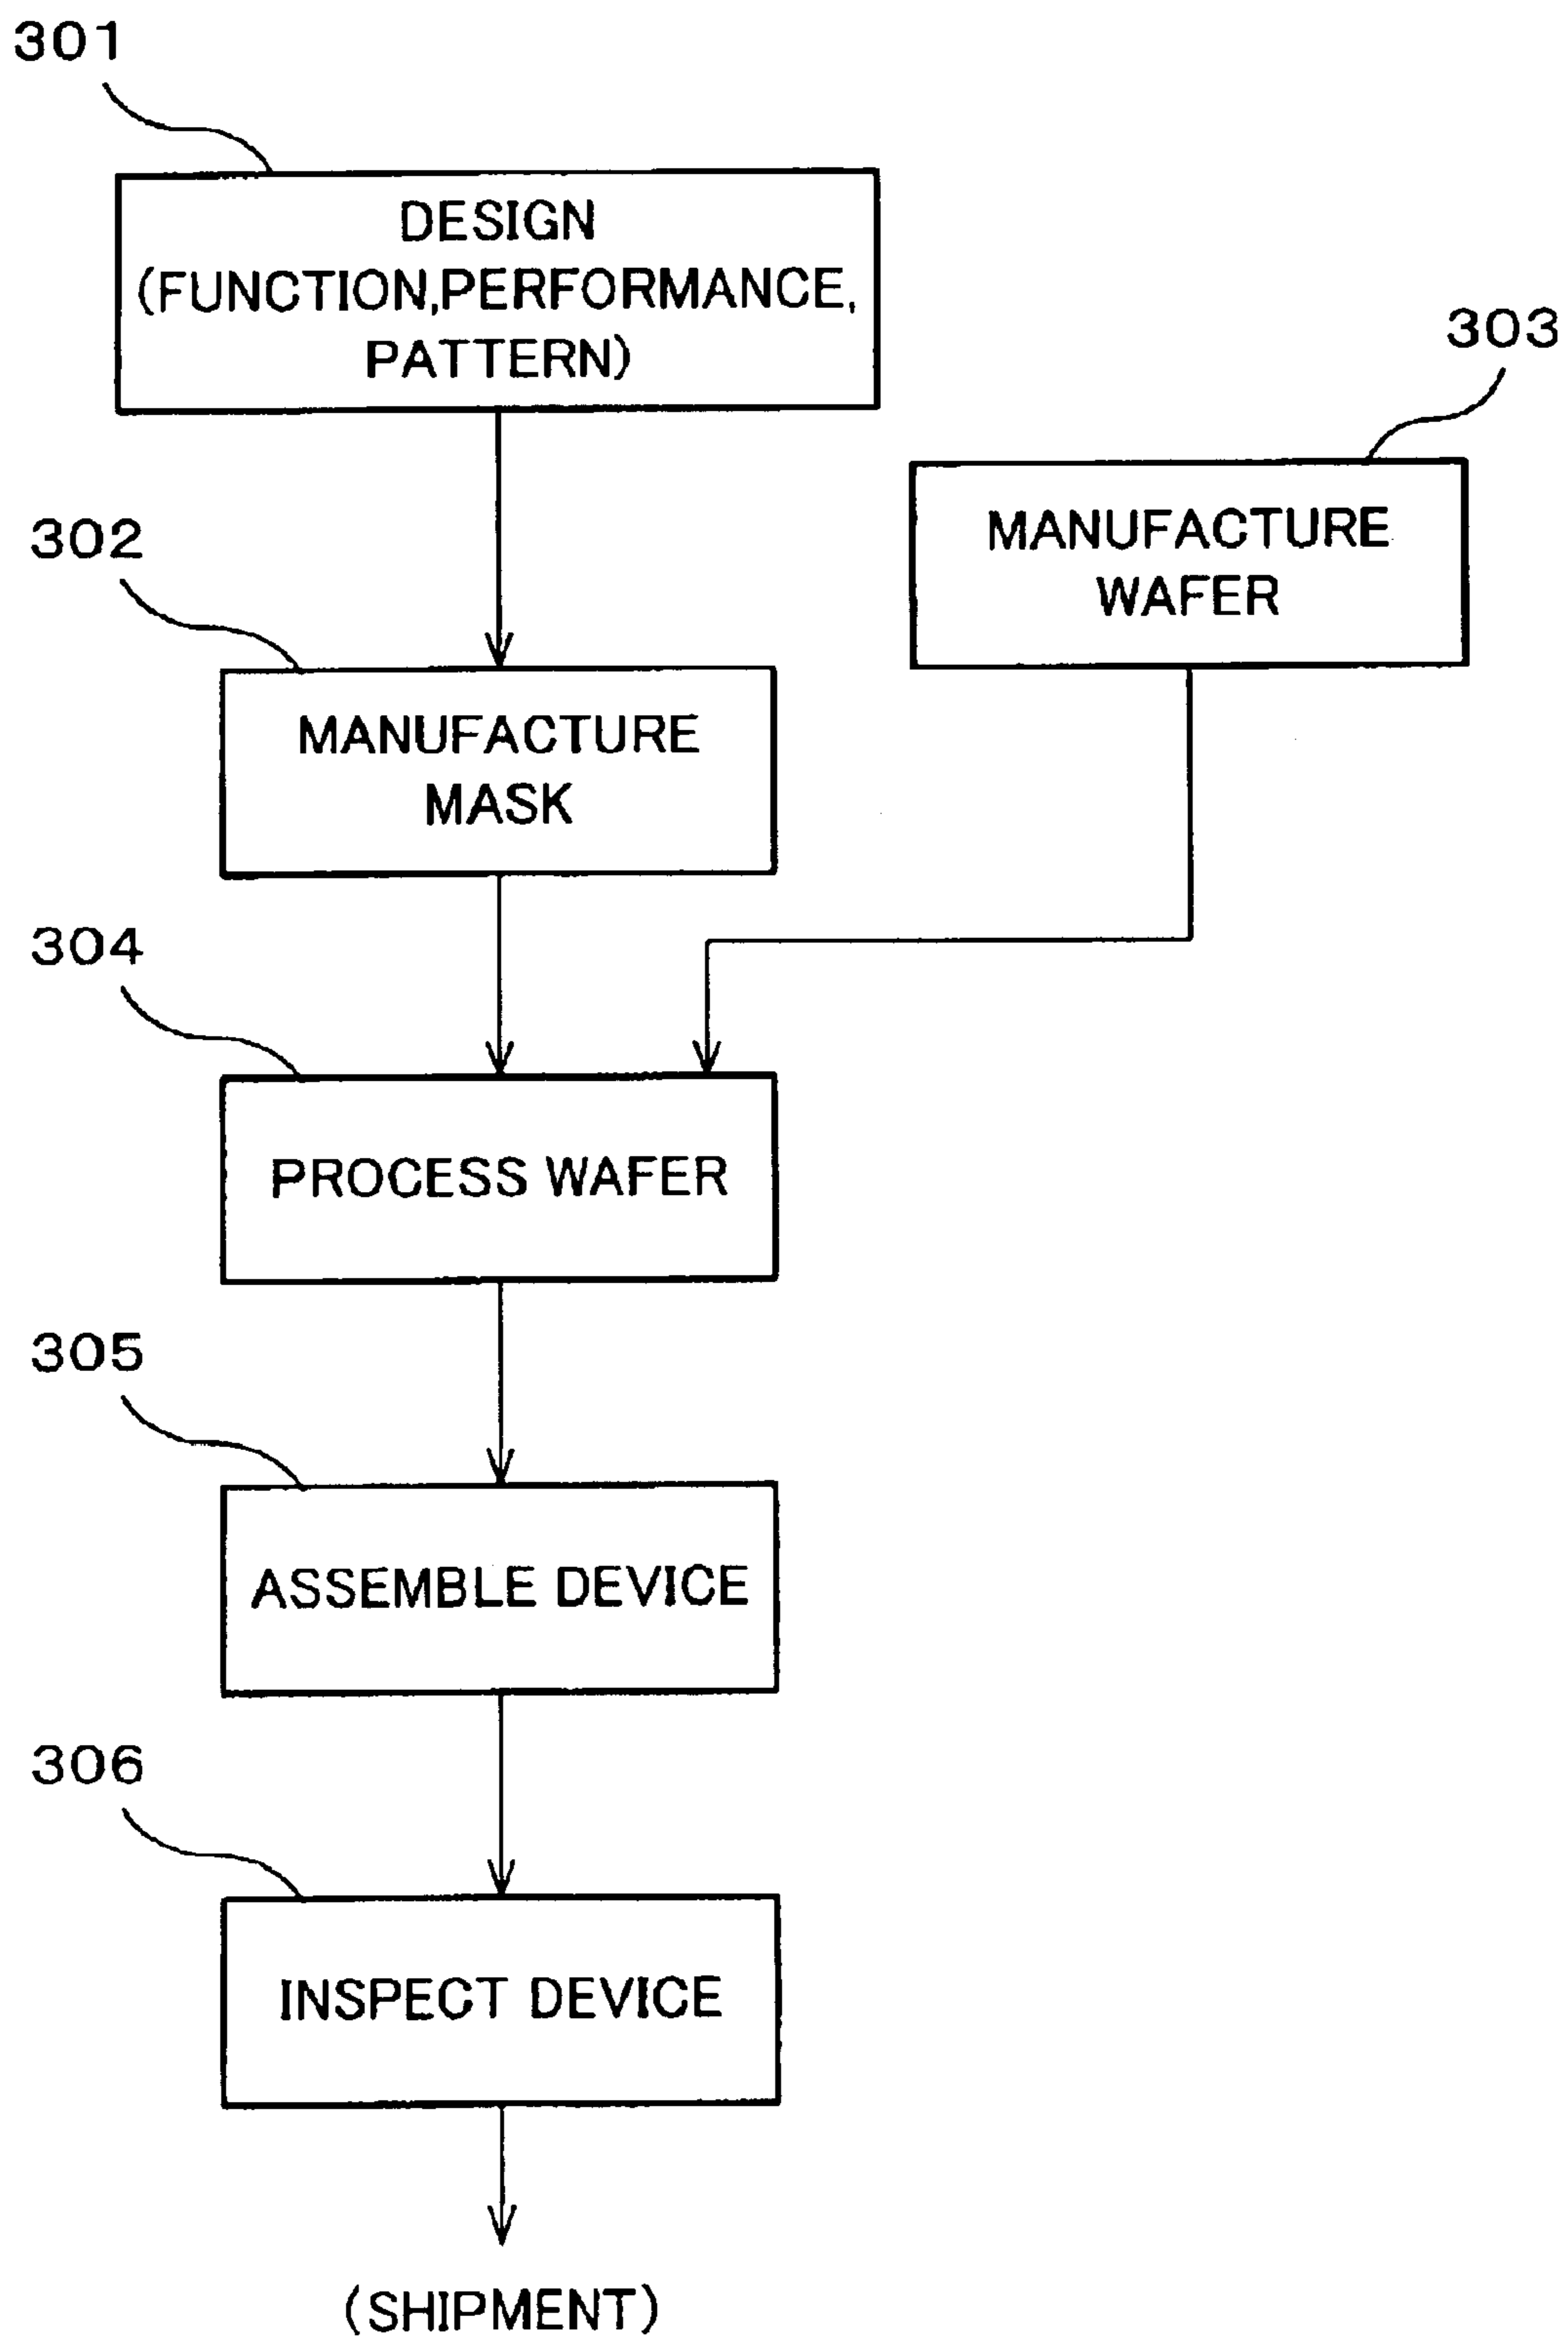 301
DESIGN
(FUNCTION,PERFORMANCE,
PATTERN)
303
MANUFACTURE
WAFER
302
MANUFACTURE
MASK
304
PROCESS WAFER
305
ASSEMBLE DEVICE
306
INSPECT DEVICE
(SHIPMENT)